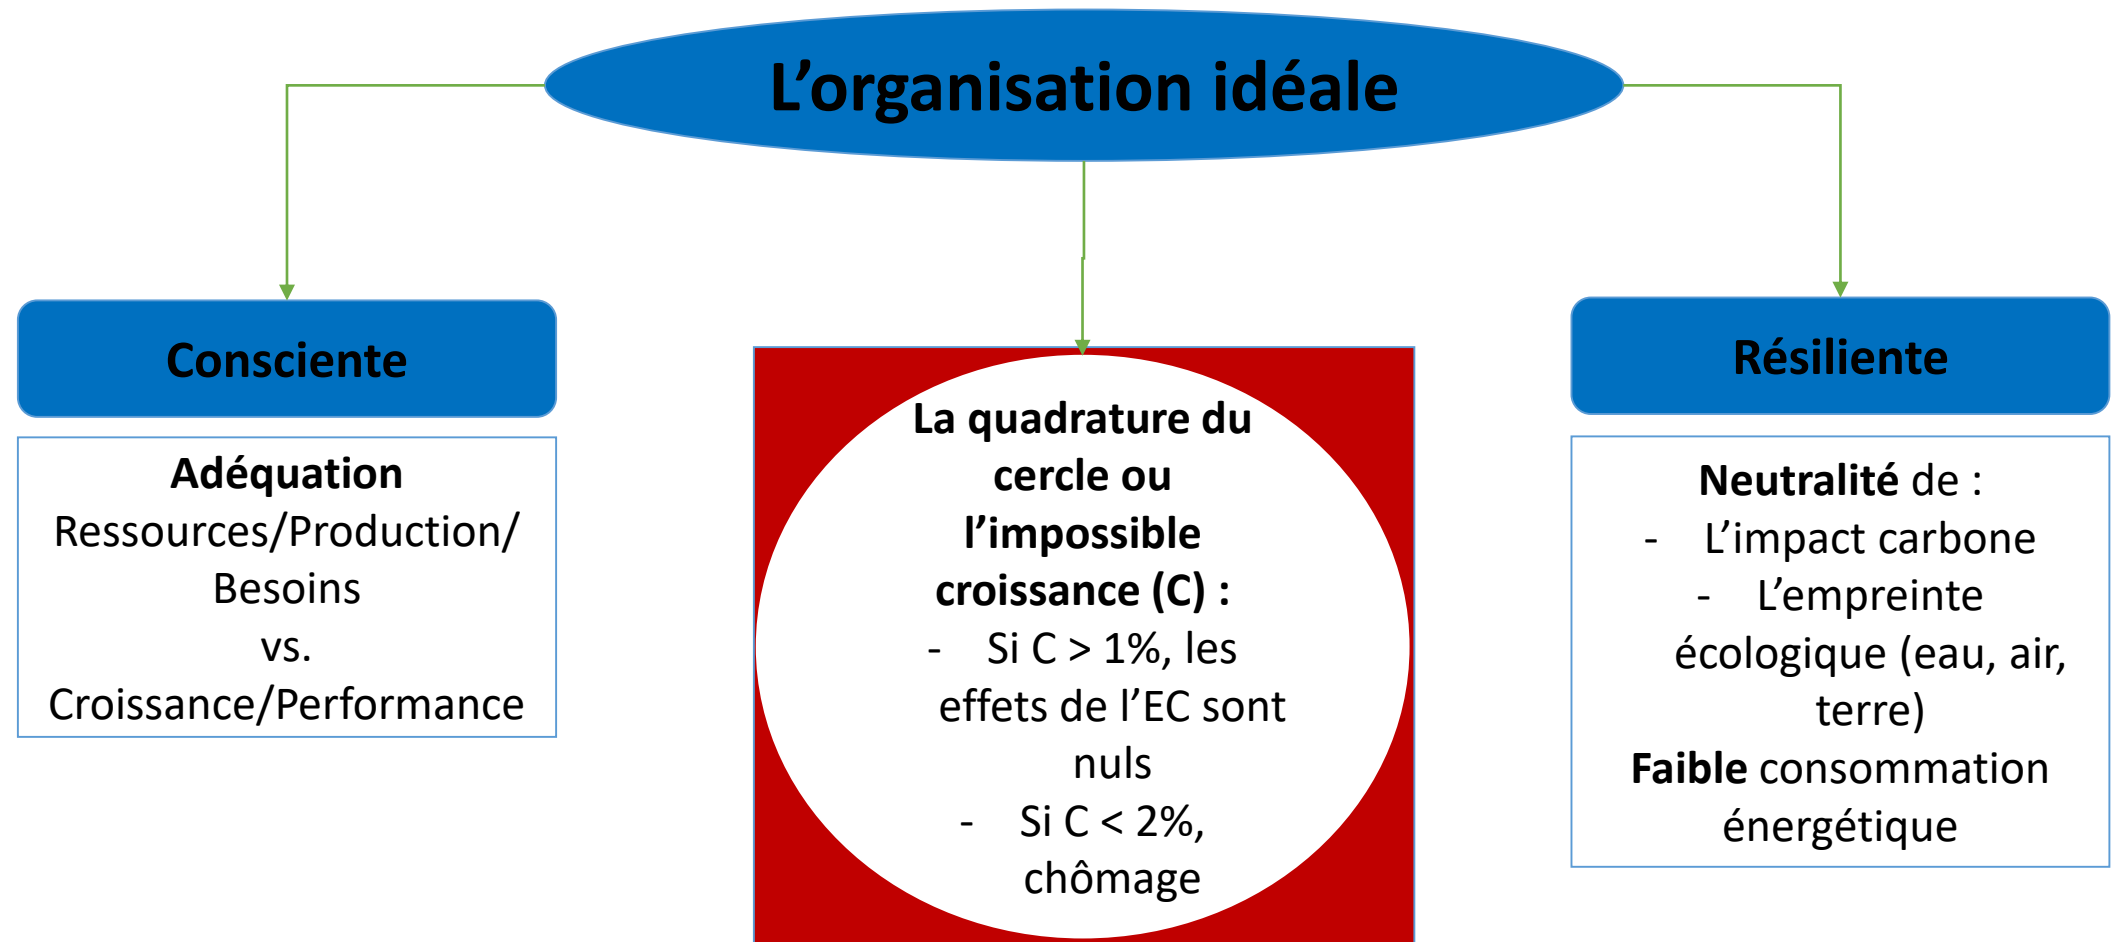 L’organisation idéale
Consciente
Adéquation
Ressources/Production/
Besoins
vs.
Croissance/Performance
La quadrature du
cercle ou
l’impossible
croissance (C) :
- Si C > 1%, les
effets de l’EC sont
nuls
- Si C < 2%,
chômage
Résiliente
Neutralité de :
- L’impact carbone
- L’empreinte
écologique (eau, air,
terre)
Faible consommation
énergétique